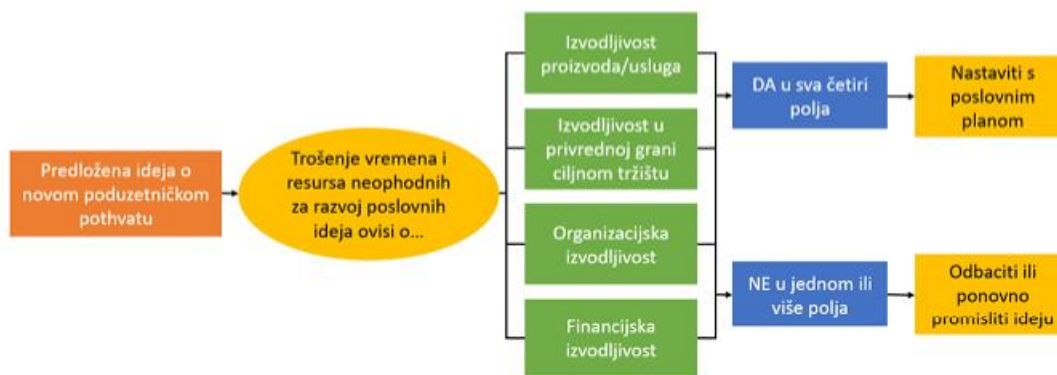 Predložena ideja o
novom poduzetničkom
pothvatu
Trošenje vremena i
resursa neophodnih
za razvoj poslovnih
ideja ovisi o...
Izvodljivost
proizvoda/usluga
Izvodljivost u
privrednoj grani
ciljnom tržištu
Organizacijska
izvodljivost
Financijska
izvodljivost
DA u sva četiri
polja
Nastaviti s
poslovnim
planom
NE u jednom ili
više polja
Odbaciti ili
ponovno
promisliti ideju